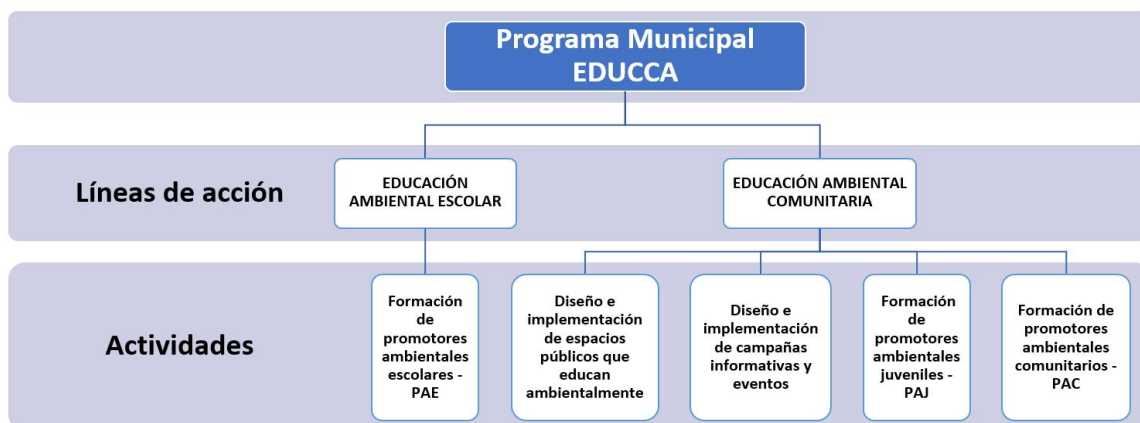 Programa Municipal
EDUCCA
Líneas de acción
EDUCACIÓN
AMBIENTAL ESCOLAR
EDUCACIÓN AMBIENTAL
COMUNITARIA
Actividades
Formación
de
promotores
ambientales
escolares -
PAE
Diseño e
implementación
de espacios
públicos que
educan
ambientalmente
Diseño e
implementación
de campañas
informativas y
eventos
Formación
de
promotores
ambientales
juveniles -
PAJ
Formación de
promotores
ambientales
comunitarios -
PAC